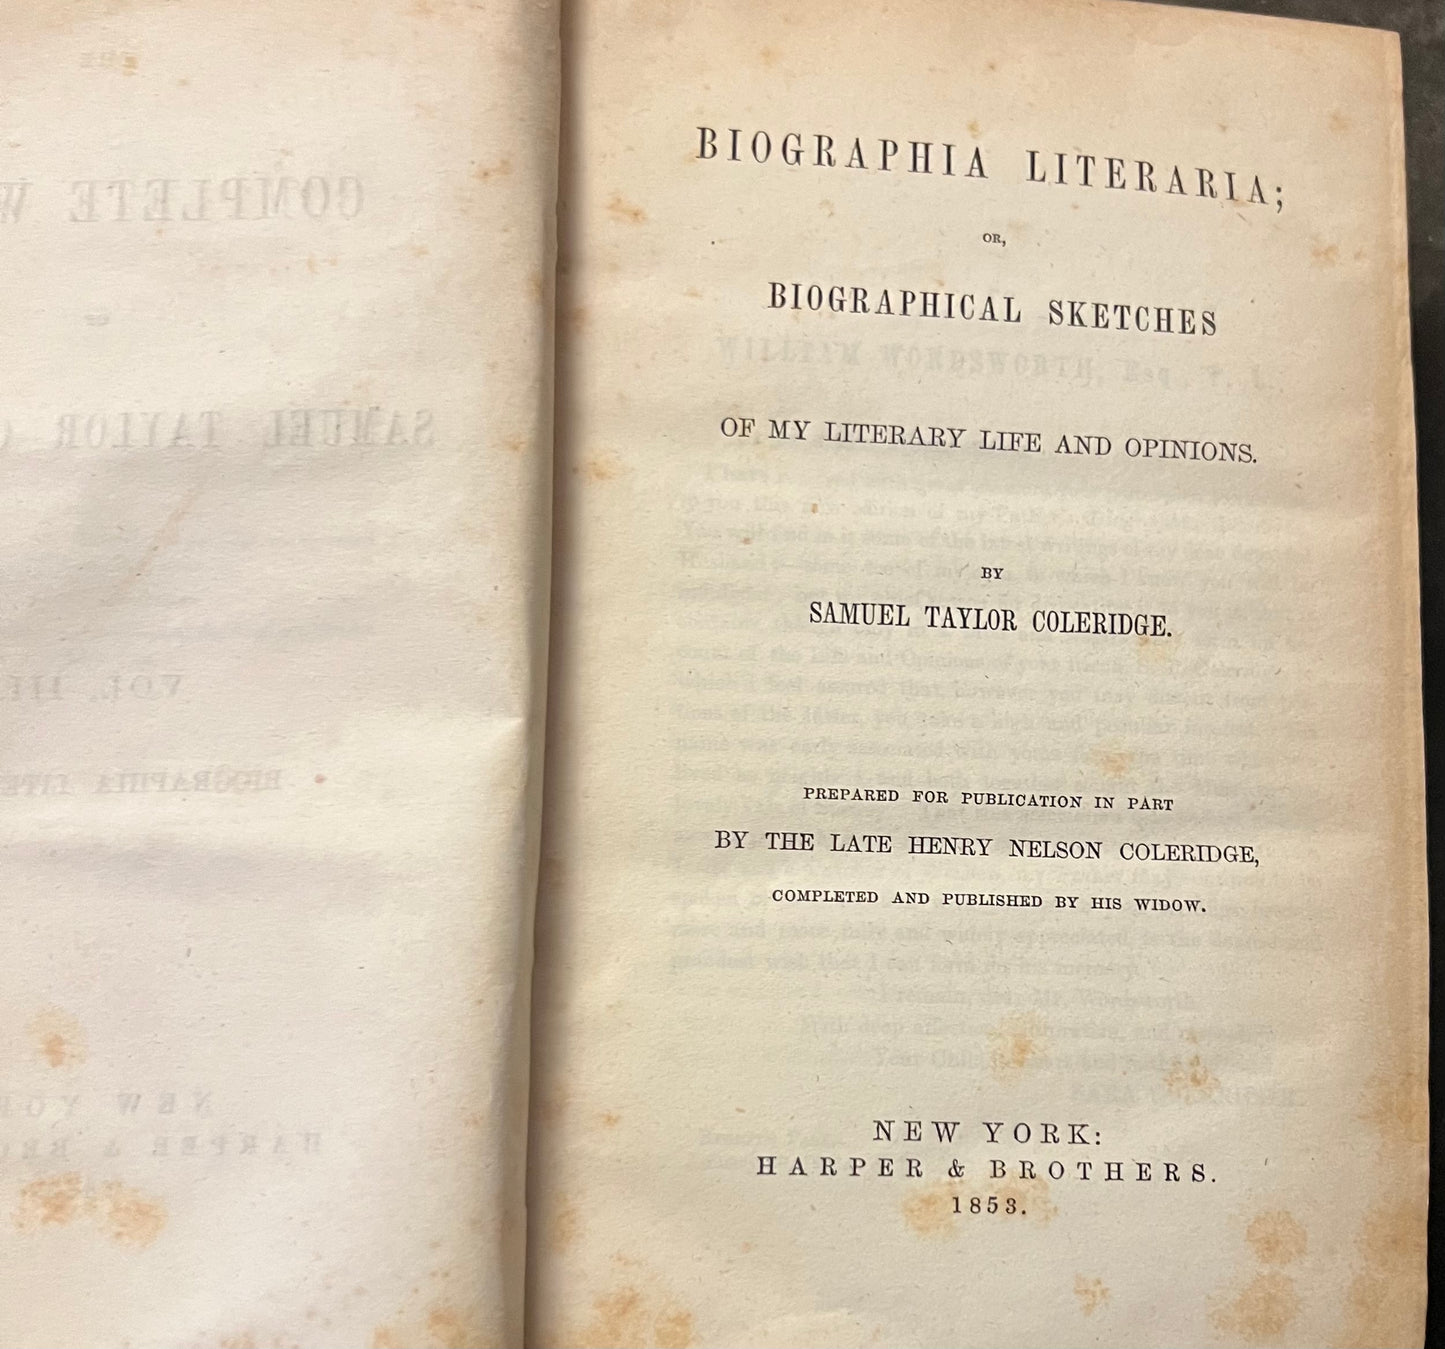 BIOGRAPHIA LITERARIA;
OR,
BIOGRAPHICAL SKETCHES
OF MY LITERARY LIFE AND OPINIONS.
BY
SAMUEL TAYLOR COLERIDGE.
PREPARED FOR PUBLICATION IN PART
BY THE LATE HENRY NELSON COLERIDGE,
COMPLETED AND PUBLISHED BY HIS WIDOW.
NEW YORK:
HARPER & BROTHERS.
1853.